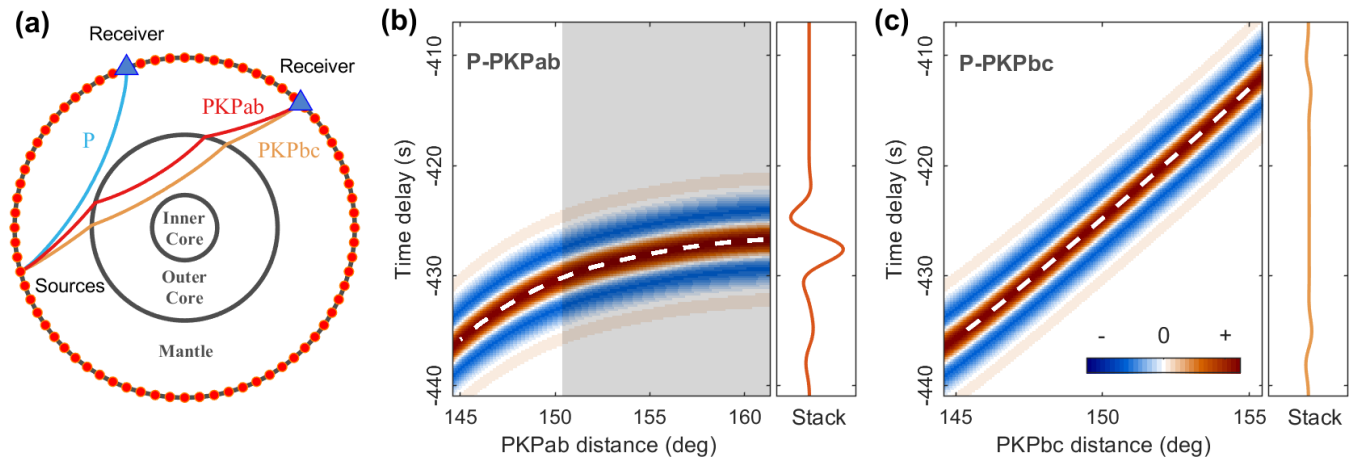 (a)
Receiver
Receiver
P
PKPab
PKPbc
Inner
Core
Outer
Core
Sources
Mantle
(b)
P-PKPab
Time delay (s)
-410
-420
-430
-440
145
150
155
160
PKPab distance (deg)
Stack
(c)
P-PKPbc
Time delay (s)
-410
-420
-430
-440
- 0 +
145
150
155
PKPbc distance (deg)
Stack